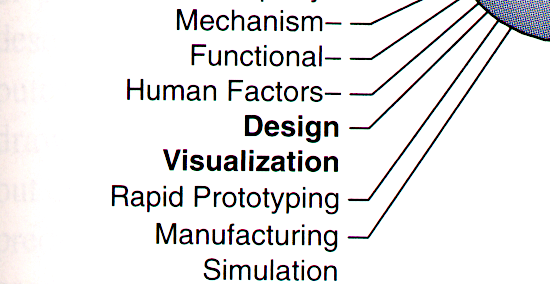 Mechanism–
Functional–
Human Factors–
Design
Visualization
Rapid Prototyping
Manufacturing
Simulation